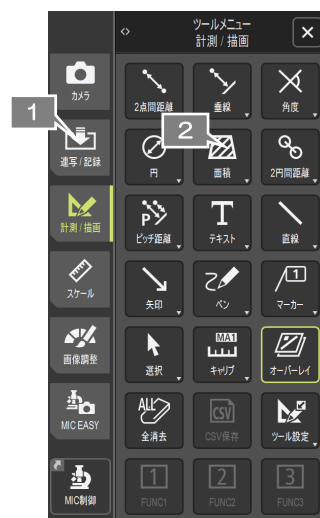 ツールメニュー
計測 / 描画
カメラ
連写 / 記録
計測 / 描画
スケール
画像調整
MIC EASY
MIC制御
1
2
2点間距離
垂線
角度
円
面積
2円間距離
P
ピッチ距離
T
テキスト
直線
矢印
ペン
1
マーカー
選択
MA1
キャリブ
オーバーレイ
ALL
全消去
CSV
CSV保存
ツール設定
1
FUNC1
2
FUNC2
3
FUNC3